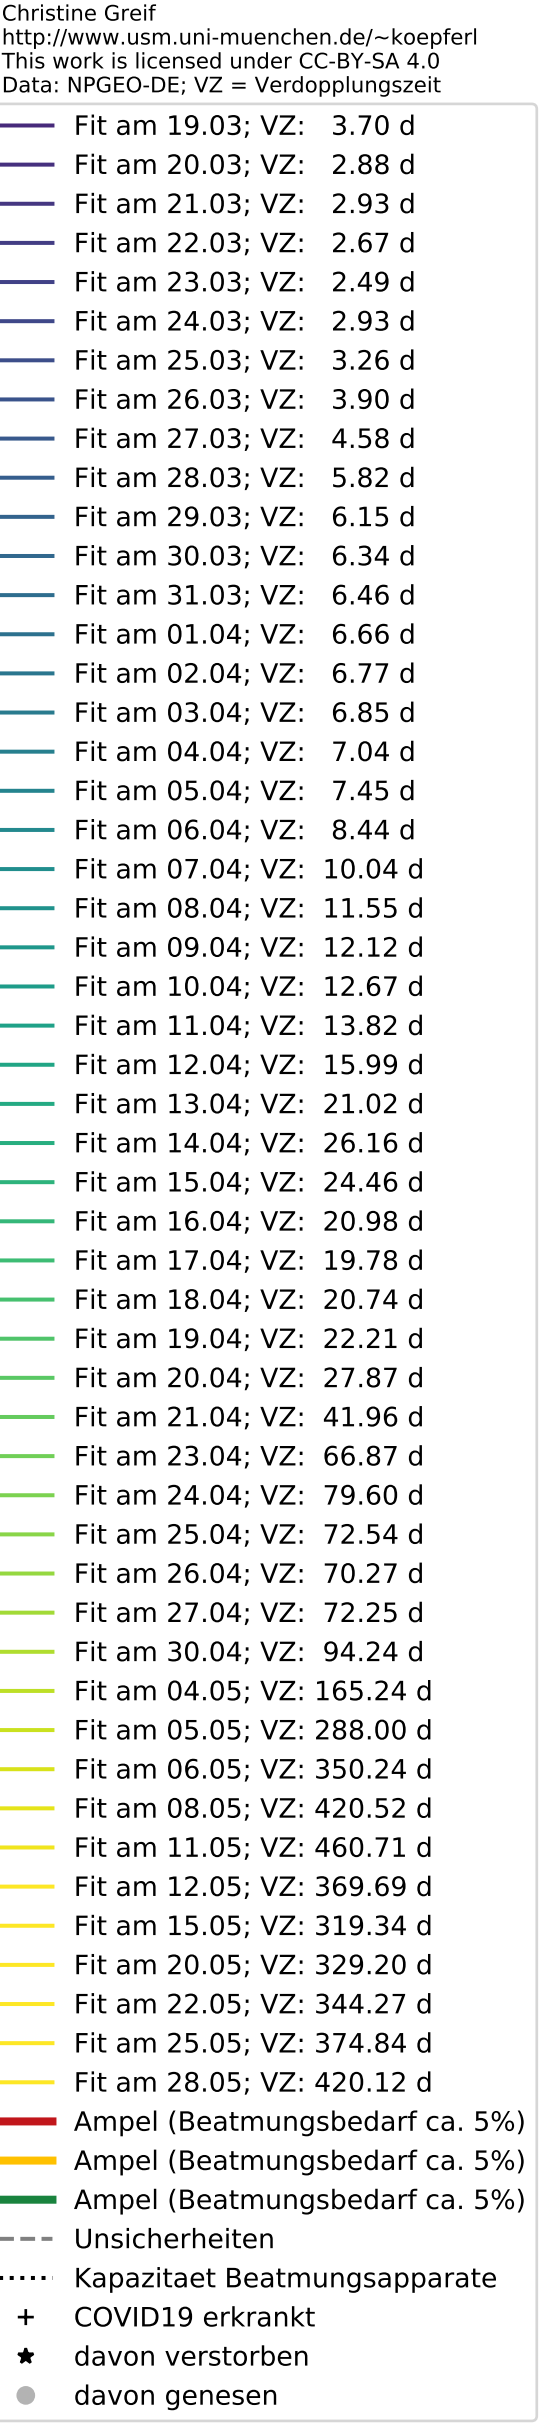 Christine Greif
http://www.usm.uni-muenchen.de/~koepferl
This work is licensed under CC-BY-SA 4.0
Data: NPGEO-DE; VZ = Verdopplungszeit
Fit am 19.03; VZ: 3.70 d
Fit am 20.03; VZ: 2.88 d
Fit am 21.03; VZ: 2.93 d
Fit am 22.03; VZ: 2.67 d
Fit am 23.03; VZ: 2.49 d
Fit am 24.03; VZ: 2.93 d
Fit am 25.03; VZ: 3.26 d
Fit am 26.03; VZ: 3.90 d
Fit am 27.03; VZ: 4.58 d
Fit am 28.03; VZ: 5.82 d
Fit am 29.03; VZ: 6.15 d
Fit am 30.03; VZ: 6.34 d
Fit am 31.03; VZ: 6.46 d
Fit am 01.04; VZ: 6.66 d
Fit am 02.04; VZ: 6.77 d
Fit am 03.04; VZ: 6.85 d
Fit am 04.04; VZ: 7.04 d
Fit am 05.04; VZ: 7.45 d
Fit am 06.04; VZ: 8.44 d
Fit am 07.04; VZ: 10.04 d
Fit am 08.04; VZ: 11.55 d
Fit am 09.04; VZ: 12.12 d
Fit am 10.04; VZ: 12.67 d
Fit am 11.04; VZ: 13.82 d
Fit am 12.04; VZ: 15.99 d
Fit am 13.04; VZ: 21.02 d
Fit am 14.04; VZ: 26.16 d
Fit am 15.04; VZ: 24.46 d
Fit am 16.04; VZ: 20.98 d
Fit am 17.04; VZ: 19.78 d
Fit am 18.04; VZ: 20.74 d
Fit am 19.04; VZ: 22.21 d
Fit am 20.04; VZ: 27.87 d
Fit am 21.04; VZ: 41.96 d
Fit am 23.04; VZ: 66.87 d
Fit am 24.04; VZ: 79.60 d
Fit am 25.04; VZ: 72.54 d
Fit am 26.04; VZ: 70.27 d
Fit am 27.04; VZ: 72.25 d
Fit am 30.04; VZ: 94.24 d
Fit am 04.05; VZ: 165.24 d
Fit am 05.05; VZ: 288.00 d
Fit am 06.05; VZ: 350.24 d
Fit am 08.05; VZ: 420.52 d
Fit am 11.05; VZ: 460.71 d
Fit am 12.05; VZ: 369.69 d
Fit am 15.05; VZ: 319.34 d
Fit am 20.05; VZ: 329.20 d
Fit am 22.05; VZ: 344.27 d
Fit am 25.05; VZ: 374.84 d
Fit am 28.05; VZ: 420.12 d
Ampel (Beatmungsbedarf ca. 5%)
Ampel (Beatmungsbedarf ca. 5%)
Ampel (Beatmungsbedarf ca. 5%)
Unsicherheiten
Kapazitaet Beatmungsapparate
COVID19 erkrankt
davon verstorben
davon genesen